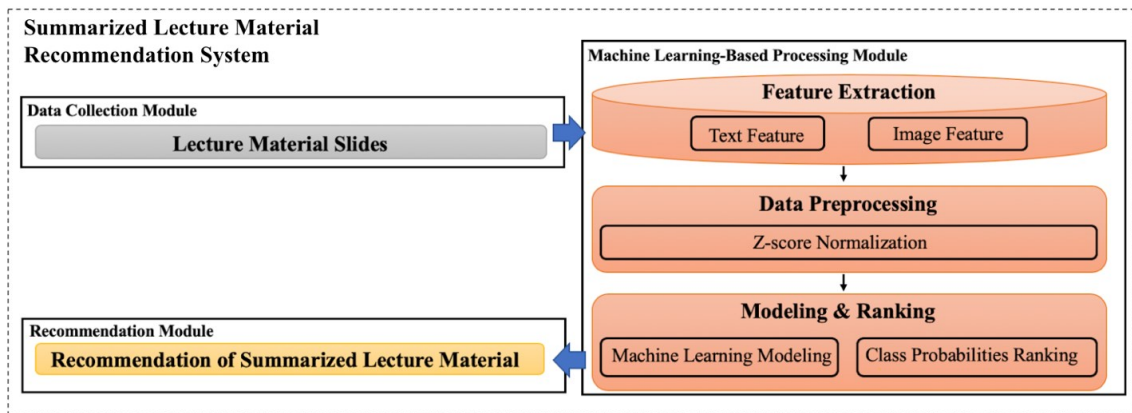 Summarized Lecture Material
Recommendation System
Data Collection Module
Lecture Material Slides
Machine Learning-Based Processing Module
Feature Extraction
Text Feature
Image Feature
Data Preprocessing
Z-score Normalization
Modeling & Ranking
Machine Learning Modeling
Class Probabilities Ranking
Recommendation Module
Recommendation of Summarized Lecture Material